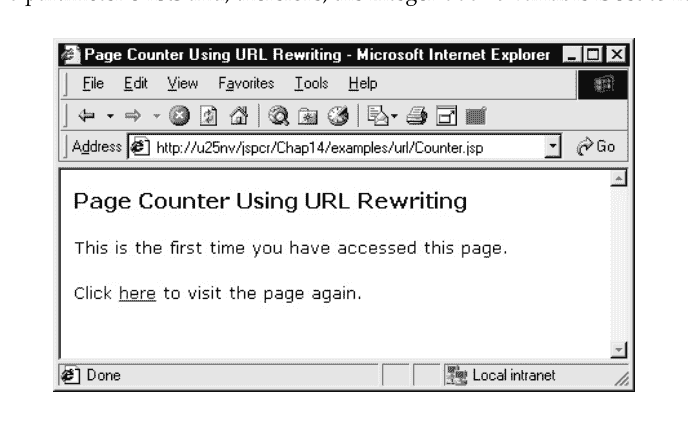 Page Counter Using URL Rewriting - Microsoft Internet Explorer
File Edit View Favorites Tools Help
Address http://u25nv/jspcr/Chap14/examples/url/Counter.jsp Go
Page Counter Using URL Rewriting
This is the first time you have accessed this page.
Click here to visit the page again.
Done Local intranet